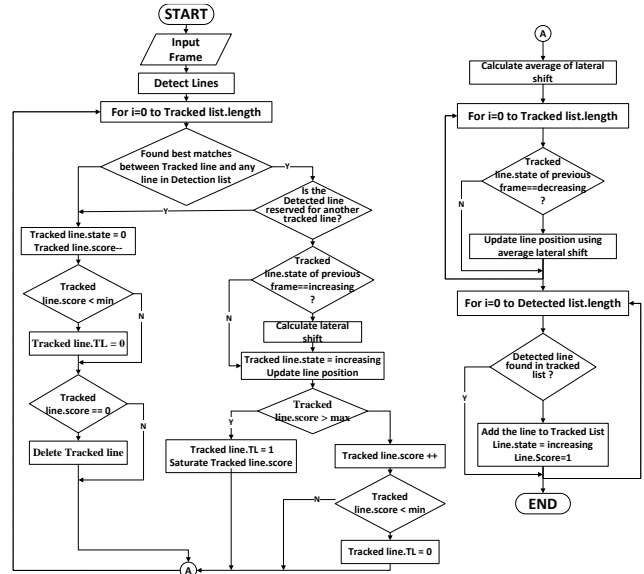 START
Input
Frame
Detect Lines
For i=0 to Tracked list.length
Found best matches
between Tracked line and any
line in Detection list
Y
Is the
Detected line
reserved for another
tracked line?
Y
Tracked line.state = 0
Tracked line.score--
Tracked
line.score < min
N
Tracked line.TL = 0
Tracked
line.score == 0
N
Delete Tracked line
Tracked
line.state of previous
frame==increasing
?
N
Calculate lateral
shift
Tracked line.state = increasing
Update line position
Tracked
line.score > max
Y
Tracked line.TL = 1
Saturate Tracked line.score
Tracked line.score ++
Tracked
line.score < min
N
Tracked line.TL = 0
A
A
Calculate average of lateral
shift
For i=0 to Tracked list.length
Tracked
line.state of previous
frame==decreasing
?
N
Update line position using
average lateral shift
For i=0 to Detected list.length
Detected line
found in tracked
list ?
Y
Add the line to Tracked List
Line.state = increasing
Line.Score=1
END